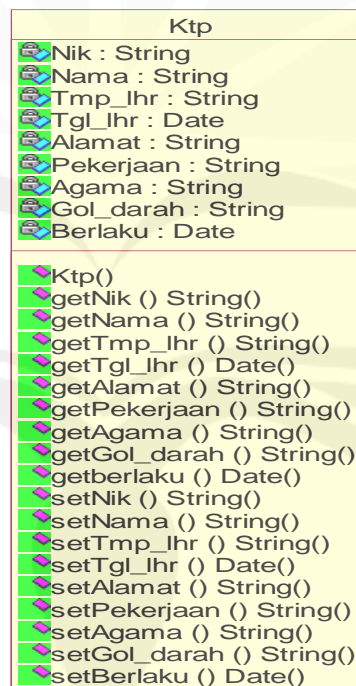 Ktp
Nik : String
Nama : String
Tmp_lhr : String
Tgl_lhr : Date
Alamat : String
Pekerjaan : String
Agama : String
Gol_darah : String
Berlaku : Date
Ktp()
getNik () String()
getNama () String()
getTmp_lhr () String()
getTgl_lhr () Date()
getAlamat () String()
getPekerjaan () String()
getAgama () String()
getGol_darah () String()
getberlaku () Date()
setNik () String()
setNama () String()
setTmp_lhr () String()
setTgl_lhr () Date()
setAlamat () String()
setPekerjaan () String()
setAgama () String()
setGol_darah () String()
setBerlaku () Date()